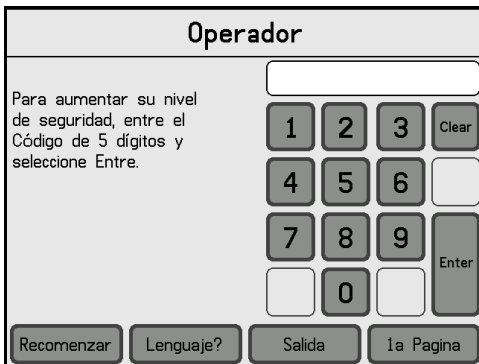 Operador
Para aumentar su nivel
de seguridad, entre el
Código de 5 dígitos y
seleccione Entre.
1 2 3 Clear
4 5 6
7 8 9 Enter
0
Recomenzar Lenguaje? Salida 1a Pagina